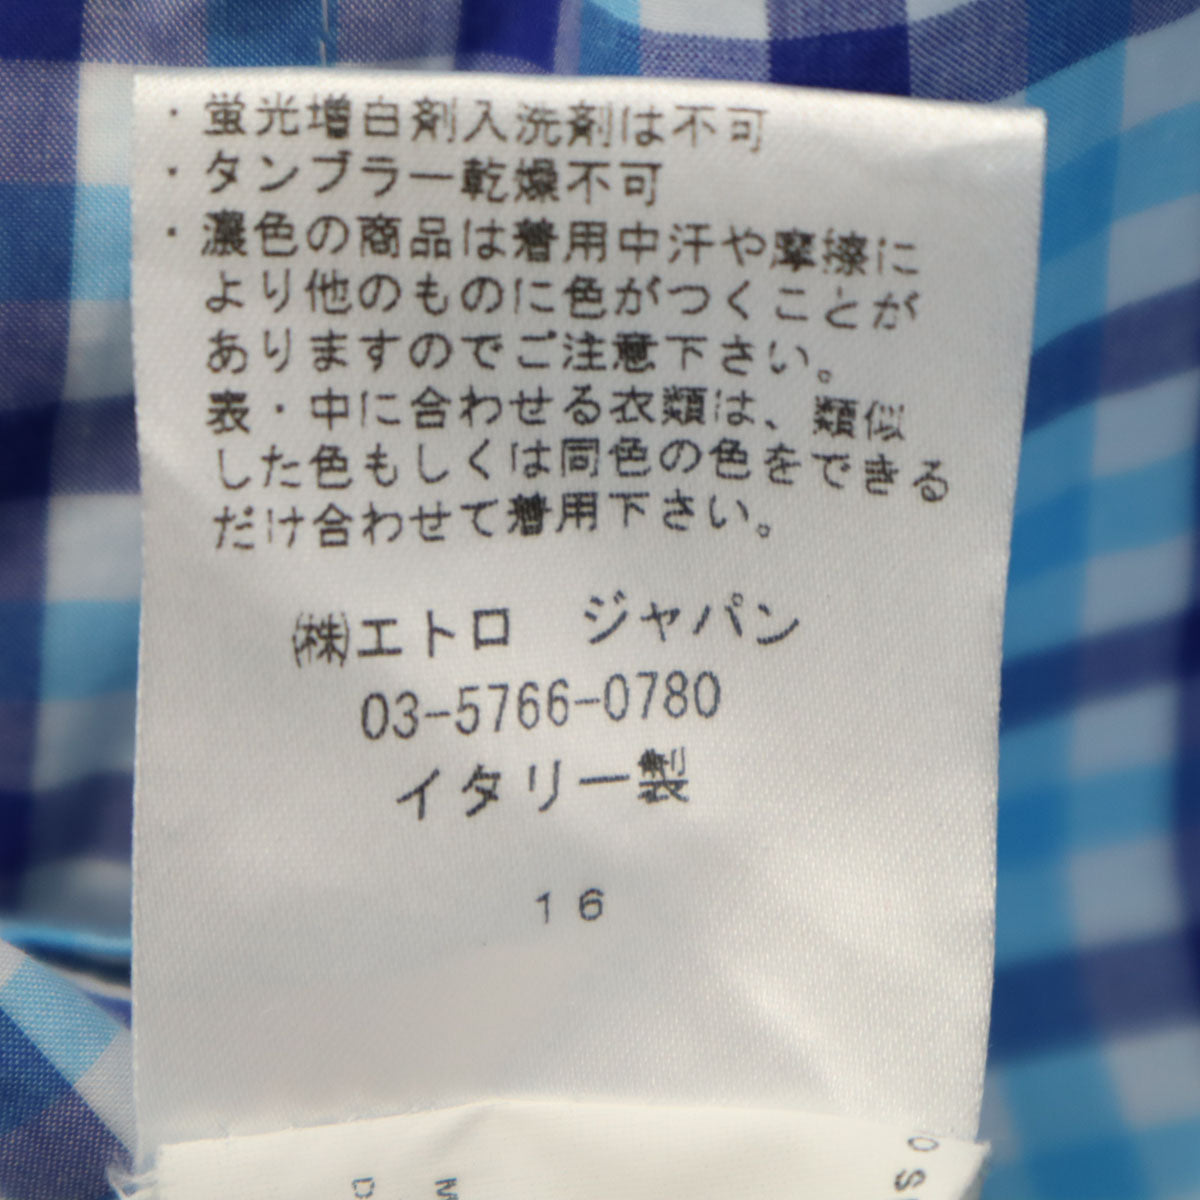 ・蛍光増白剤入洗剤は不可
・タンブラー乾燥不可
・濃色の商品は着用中汗や摩擦に
より他のものに色がつくことが
ありますのでご注意下さい。
表・中に合わせる衣類は、類似
した色もしくは同色の色をできる
だけ合わせて着用下さい。
㈱エトロ　ジャパン
03-5766-0780
イタリー製
16